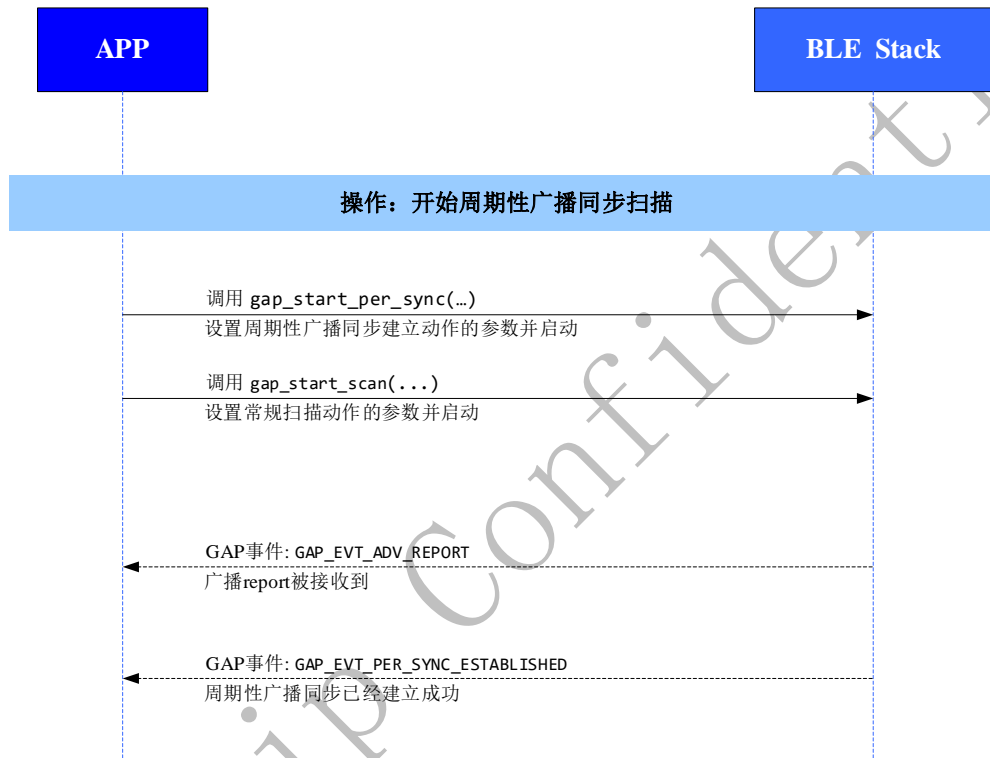 APP
BLE Stack
操作：开始周期性广播同步扫描
调用 gap_start_per_sync(…)
设置周期性广播同步建立动作的参数并启动
调用 gap_start_scan(...)
设置常规扫描动作的参数并启动
GAP事件: GAP_EVT_ADV_REPORT
广播report被接收到
GAP事件: GAP_EVT_PER_SYNC_ESTABLISHED
周期性广播同步已经建立成功